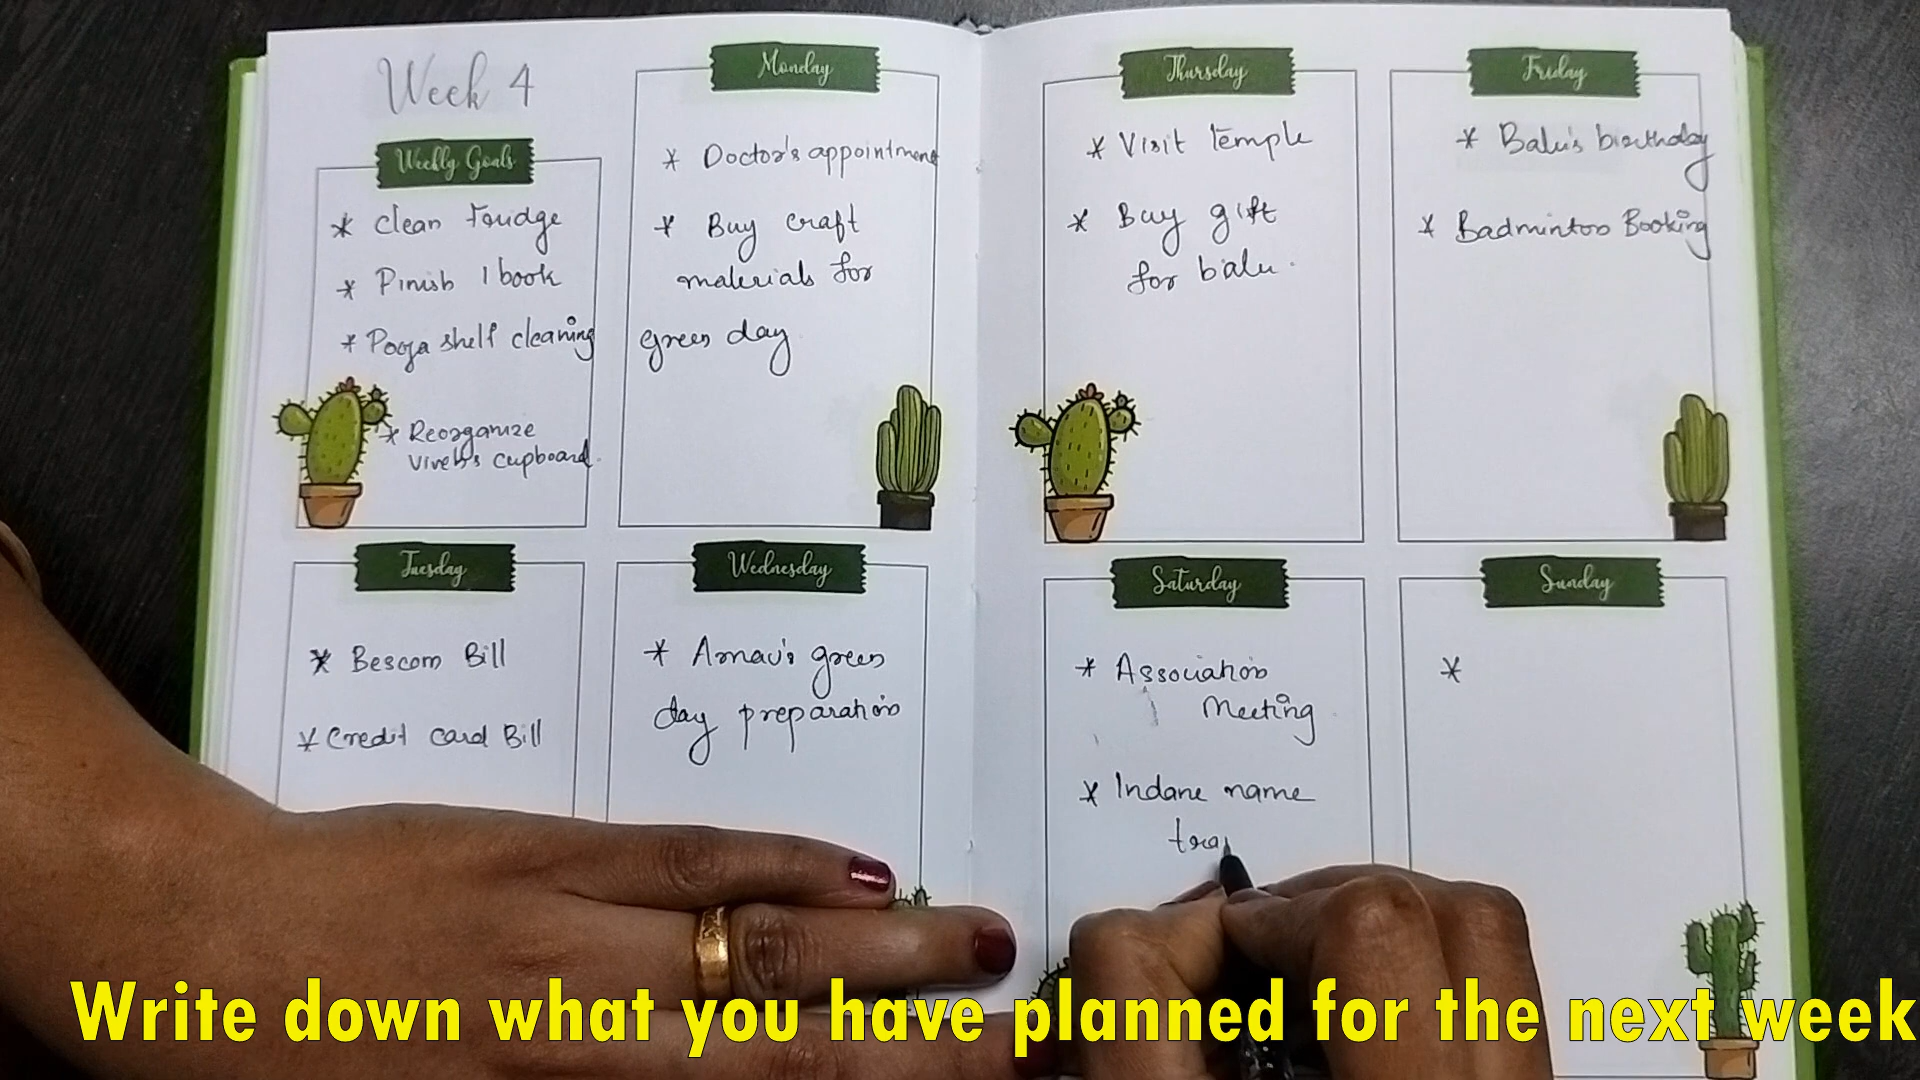 Week 4
Weekly Goals
* Clean Fridge
* Finish 1 book
* Pooja shelf cleaning
* Reorganize
Vivek's cupboard.
Monday
* Doctor's appointment
* Buy craft
materials for
green day
Tuesday
* Bescom Bill
* Credit card Bill
Wednesday
* Arnav's green
day preparation
Thursday
* Visit temple
* Buy gift
for balu.
Friday
* Balu's birthday
* Badminton Booking
Saturday
* Association
Meeting
* Indane name
tra
Sunday
*
Write down what you have planned for the next week